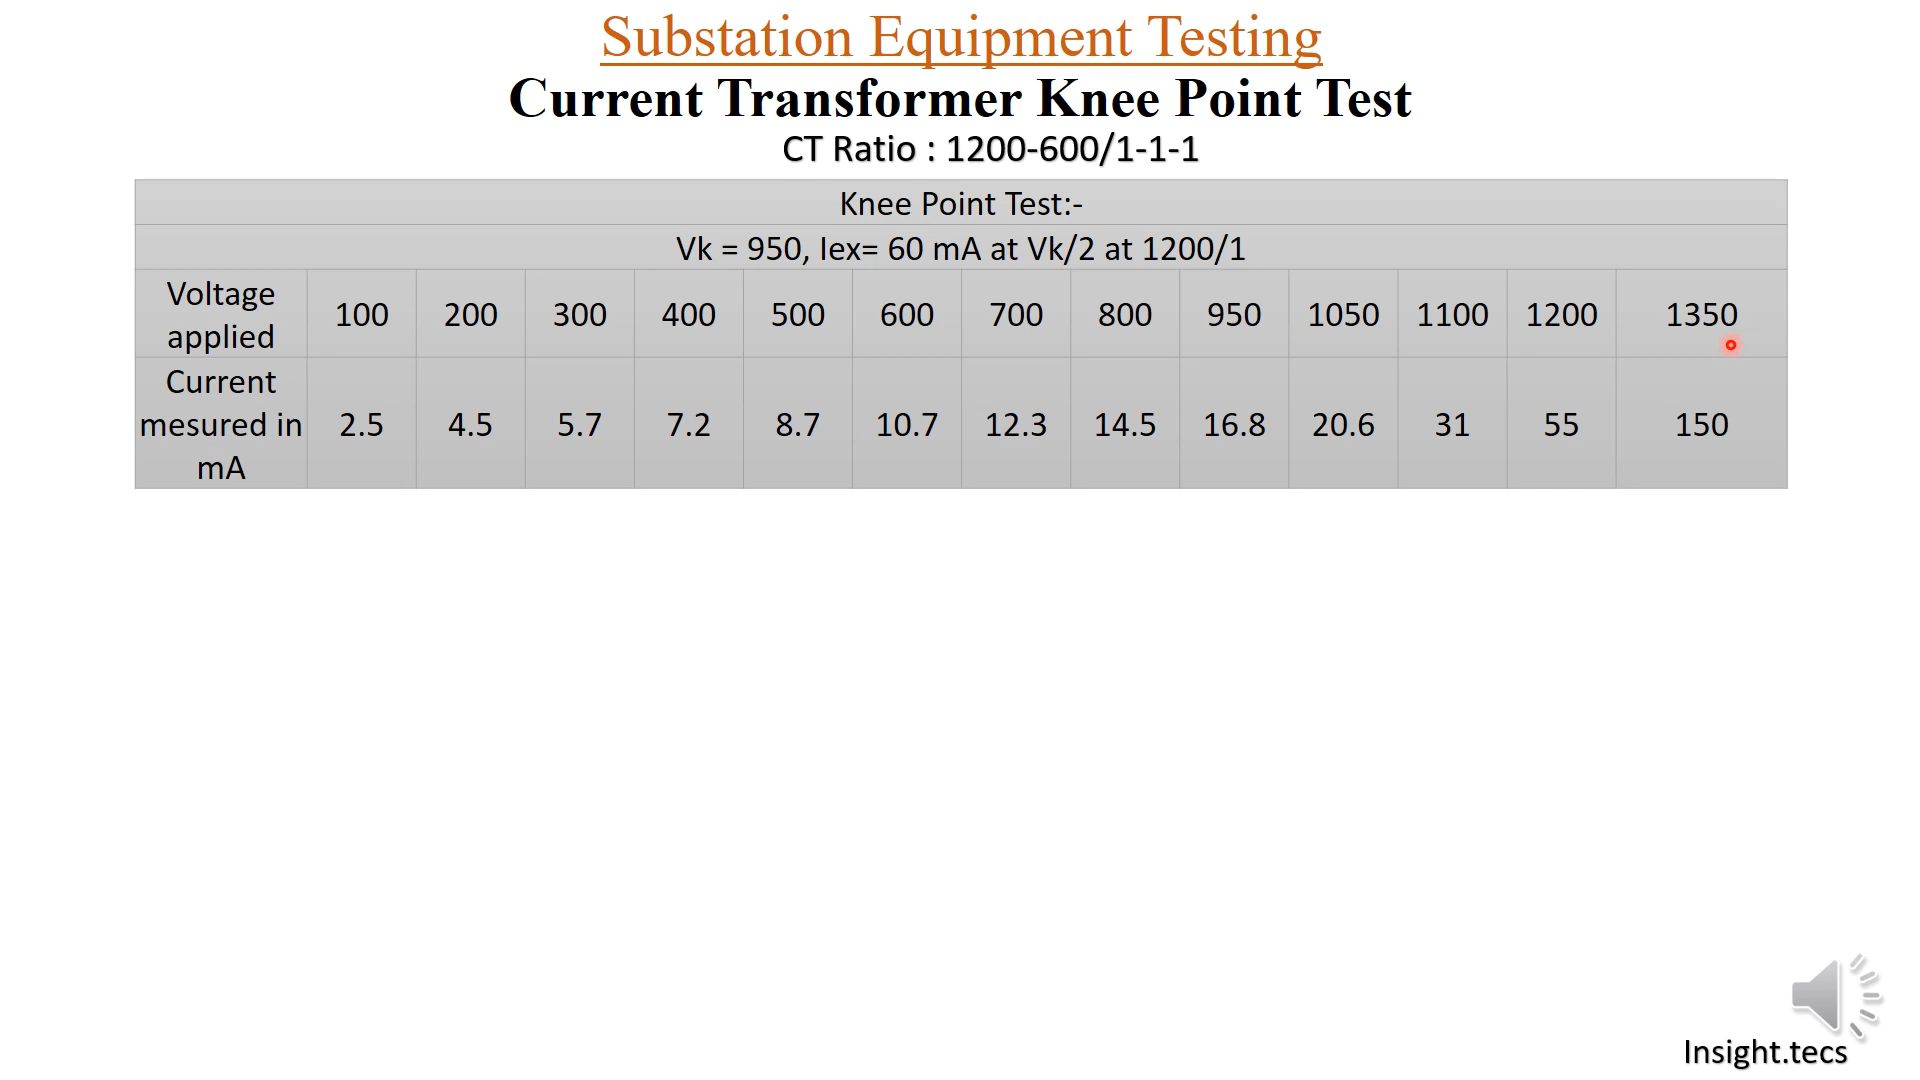 Substation Equipment Testing
Current Transformer Knee Point Test
CT Ratio : 1200-600/1-1-1
Knee Point Test:-
Vk = 950, Iex= 60 mA at Vk/2 at 1200/1
Voltage applied 100 200 300 400 500 600 700 800 950 1050 1100 1200 1350
Current mesured in mA 2.5 4.5 5.7 7.2 8.7 10.7 12.3 14.5 16.8 20.6 31 55 150
Insight.tecs